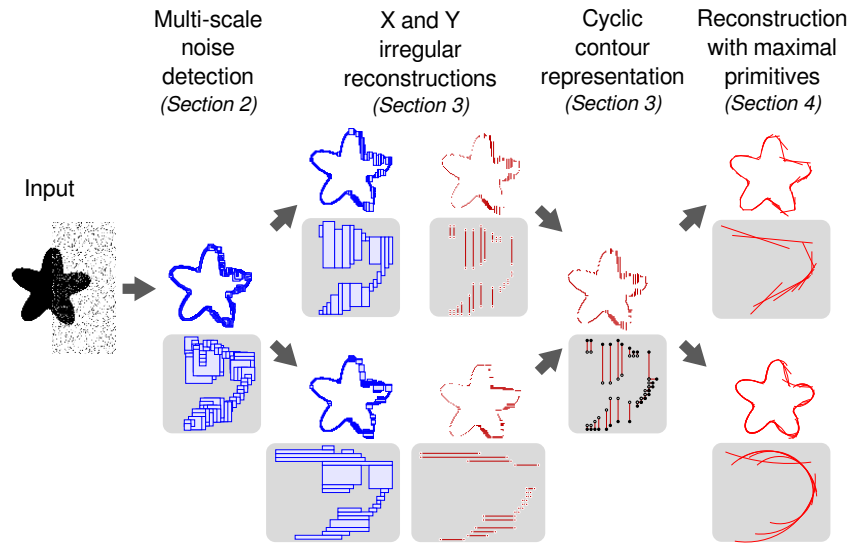 Multi-scale
noise
detection
(Section 2)
X and Y
irregular
reconstructions
(Section 3)
Cyclic
contour
representation
(Section 3)
Reconstruction
with maximal
primitives
(Section 4)
Input